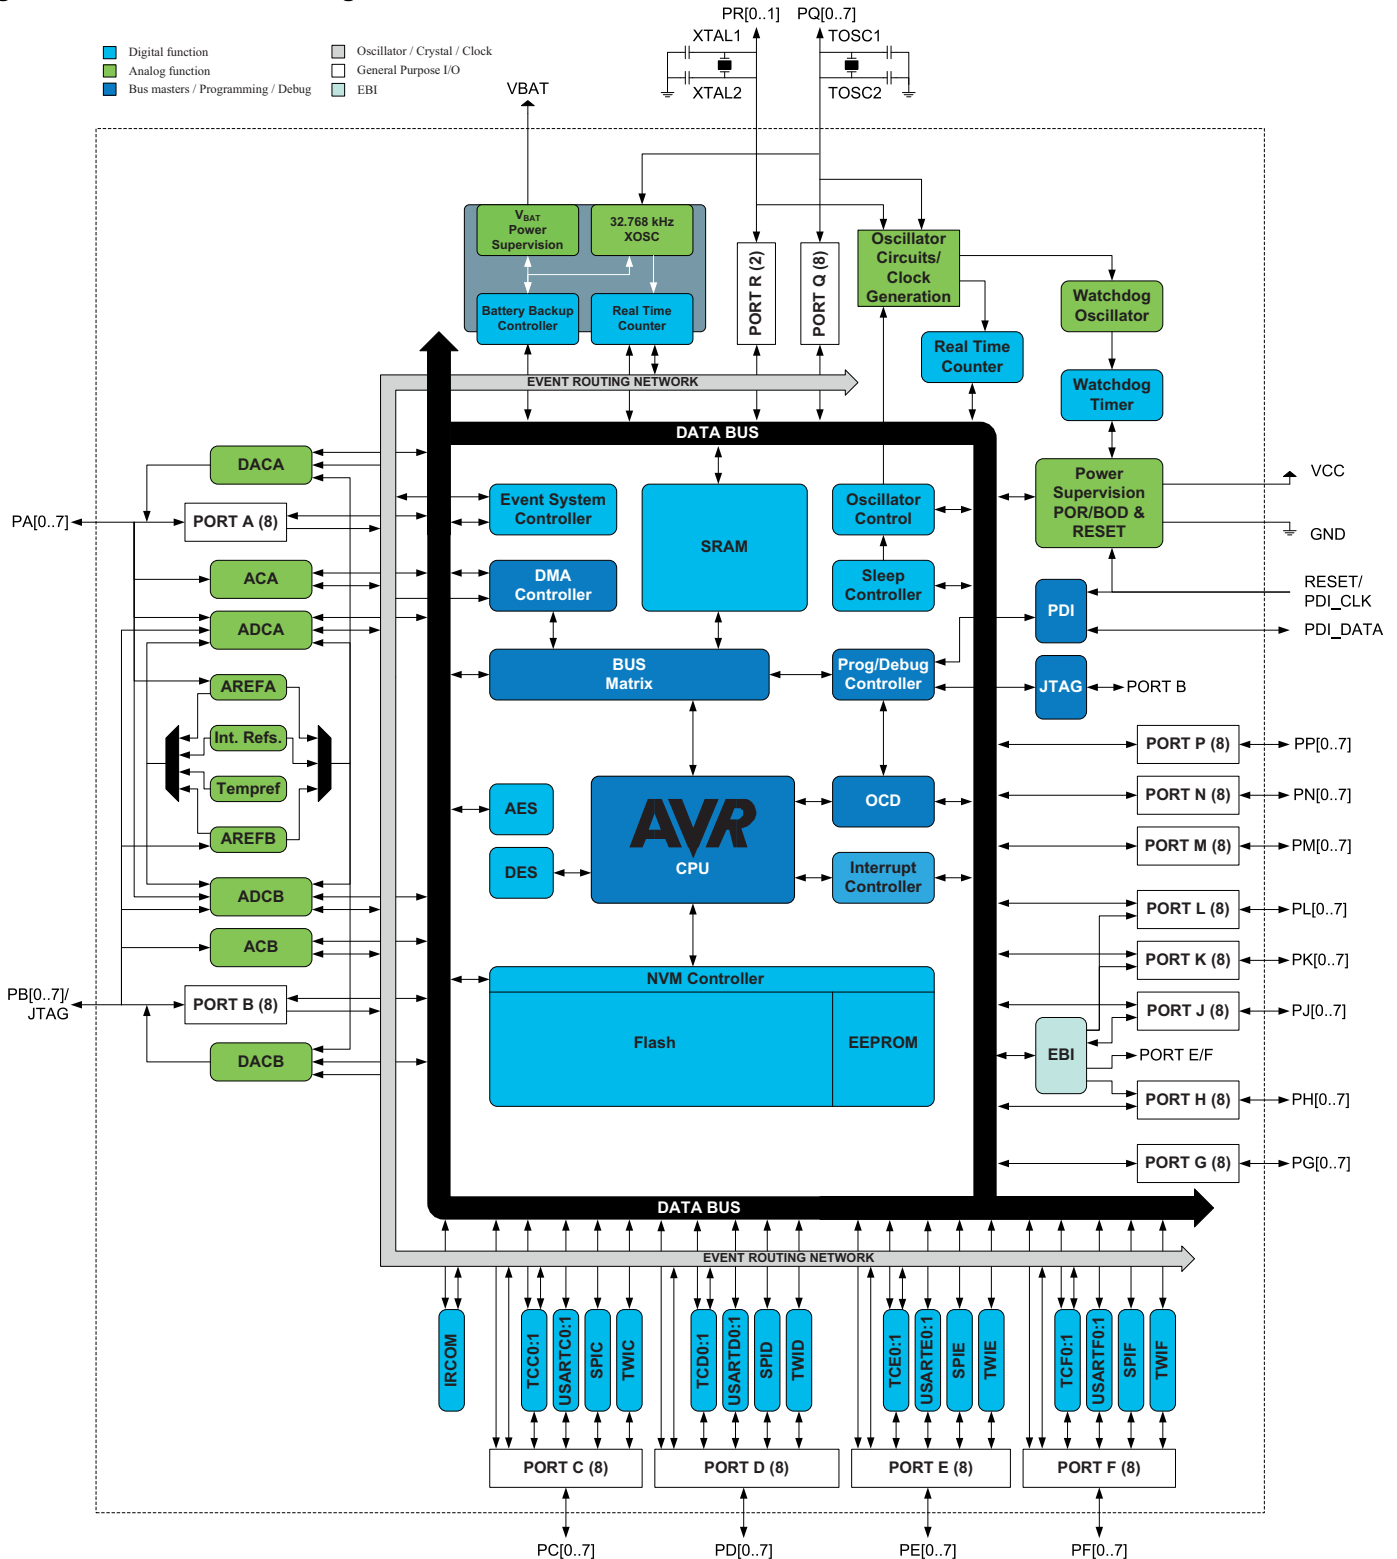 PR[0..1]
PQ[0..7]
XTAL1
TOSC1
XTAL2
TOSC2
Digital function
Analog function
Bus masters / Programming / Debug
Oscillator / Crystal / Clock
General Purpose I/O
EBI
VBAT
VBAT
Power
Supervision
32.768 kHz
XOSC
Battery Backup
Controller
Real Time
Counter
PORT R (2)
PORT Q (8)
Oscillator
Circuits/
Clock
Generation
Watchdog
Oscillator
Real Time
Counter
Watchdog
Timer
EVENT ROUTING NETWORK
DATA BUS
DACA
PA[0..7]
PORT A (8)
ACA
ADCA
AREFA
Int. Refs.
Tempref
AREFB
ADCB
ACB
PB[0..7]/
JTAG
PORT B (8)
DACB
Event System
Controller
SRAM
Oscillator
Control
DMA
Controller
Sleep
Controller
BUS
Matrix
Prog/Debug
Controller
AES
DES
AVR
CPU
OCD
Interrupt
Controller
NVM Controller
Flash
EEPROM
Power
Supervision
POR/BOD &
RESET
VCC
GND
RESET/
PDI_CLK
PDI
PDI_DATA
JTAG
PORT B
PORT P (8)
PP[0..7]
PORT N (8)
PN[0..7]
PORT M (8)
PM[0..7]
PORT L (8)
PL[0..7]
PORT K (8)
PK[0..7]
PORT J (8)
PJ[0..7]
EBI
PORT E/F
PORT H (8)
PH[0..7]
PORT G (8)
PG[0..7]
DATA BUS
EVENT ROUTING NETWORK
IRCOM
TCC0:1
USARTC0:1
SPIC
TWIC
TCD0:1
USARTD0:1
SPID
TWID
TCE0:1
USARTE0:1
SPIE
TWIE
TCF0:1
USARTF0:1
SPIF
TWIF
PORT C (8)
PORT D (8)
PORT E (8)
PORT F (8)
PC[0..7]
PD[0..7]
PE[0..7]
PF[0..7]